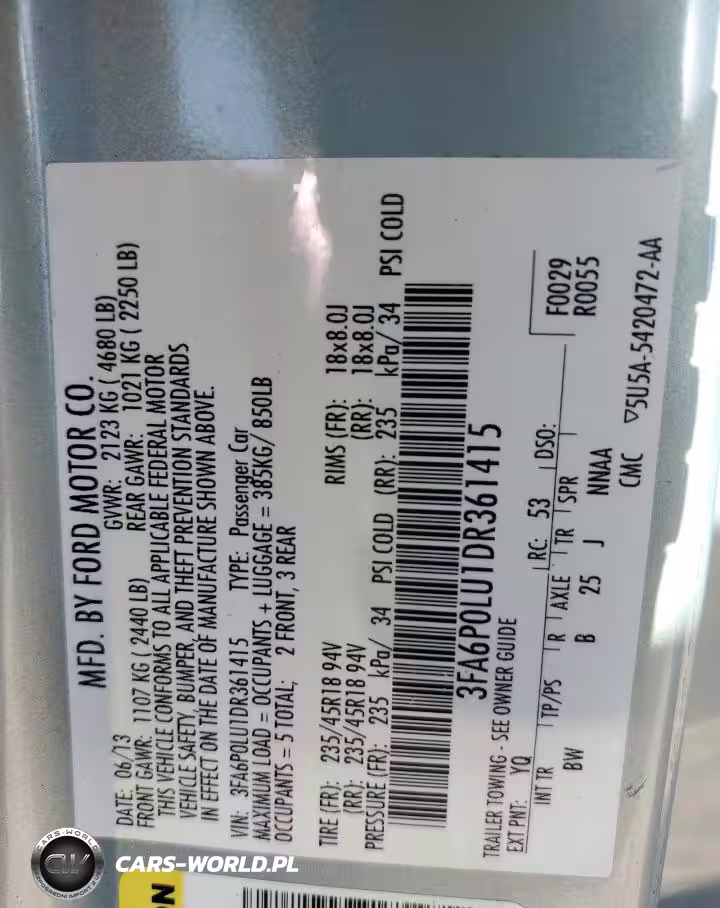 MFD. BY FORD MOTOR CO.
DATE: 06/13 GVWR: 2123 KG ( 4680 LB)
FRONT GAWR: 1107 KG ( 2440 LB) REAR GAWR: 1021 KG ( 2250 LB)
THIS VEHICLE CONFORMS TO ALL APPLICABLE FEDERAL MOTOR
VEHICLE SAFETY, BUMPER, AND THEFT PREVENTION STANDARDS
IN EFFECT ON THE DATE OF MANUFACTURE SHOWN ABOVE.
VIN: 3FA6P0LU1DR361415 TYPE: Passenger Car
MAXIMUM LOAD = OCCUPANTS + LUGGAGE = 385KG/ 850LB
OCCUPANTS = 5 TOTAL; 2 FRONT, 3 REAR
TIRE (FR): 235/45R18 94V RIMS (FR): 18x8.0J
(RR): 235/45R18 94V (RR): 18x8.0J
PRESSURE (FR): 235 kPa/ 34 PSI COLD (RR): 235 kPa/ 34 PSI COLD
3FA6P0LU1DR361415
TRAILER TOWING - SEE OWNER GUIDE
EXT PNT: YQ RC: 53 DSO: F0029
R0055
INT TR TP/PS R AXLE TR SPR
BW B 25 J NNAA
CMC ▽5U5A-5420472-AA
CARS-WORLD
CW
CARS-WORLD.PL
ON